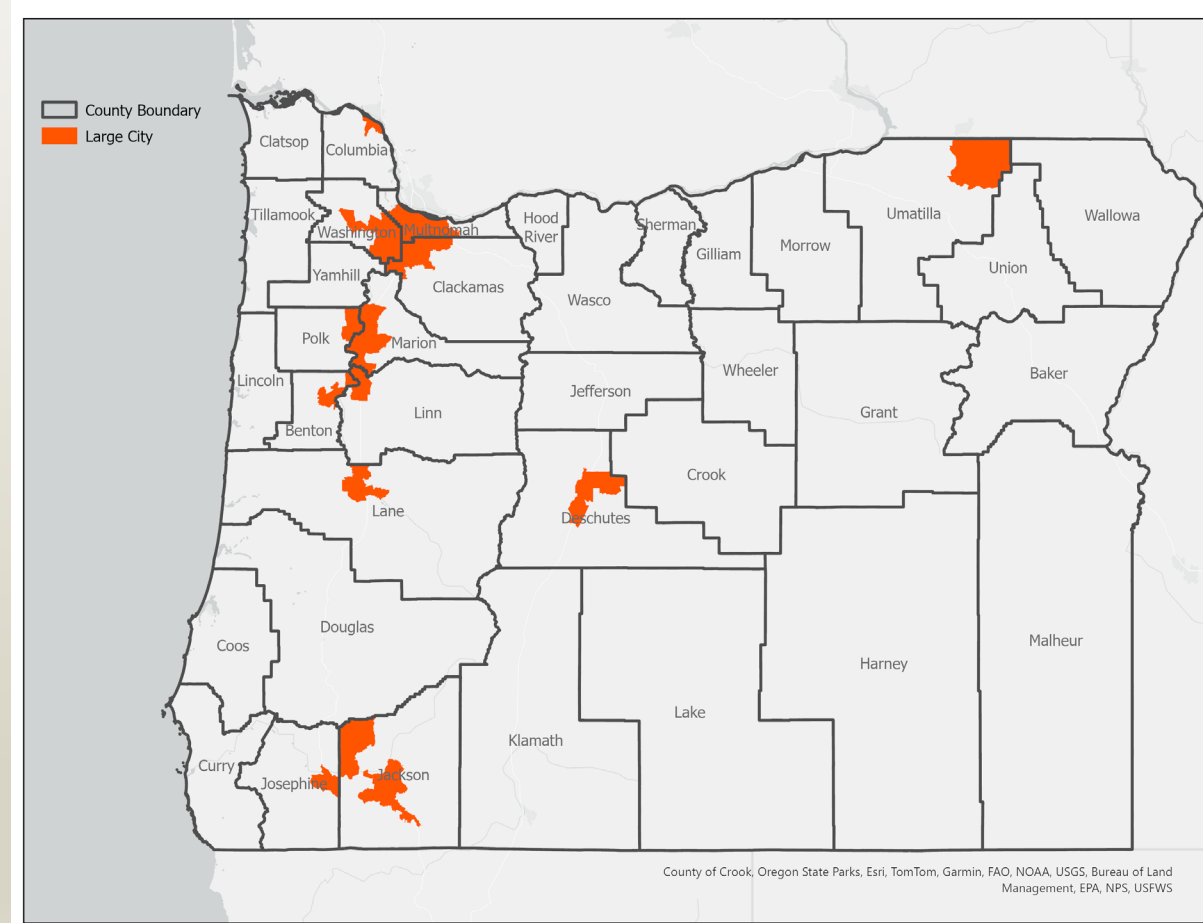 County Boundary
Large City
Clatsop
Columbia
Tillamook
Washington
Multnomah
Hood
River
Sherman
Gilliam
Morrow
Umatilla
Wallowa
Union
Yamhill
Clackamas
Wasco
Polk
Marion
Lincoln
Jefferson
Wheeler
Baker
Grant
Linn
Benton
Crook
Lane
Deschutes
Douglas
Coos
Malheur
Harney
Lake
Klamath
Curry
Josephine
Jackson
County of Crook, Oregon State Parks, Esri, TomTom, Garmin, FAO, NOAA, USGS, Bureau of Land
Management, EPA, NPS, USFWS